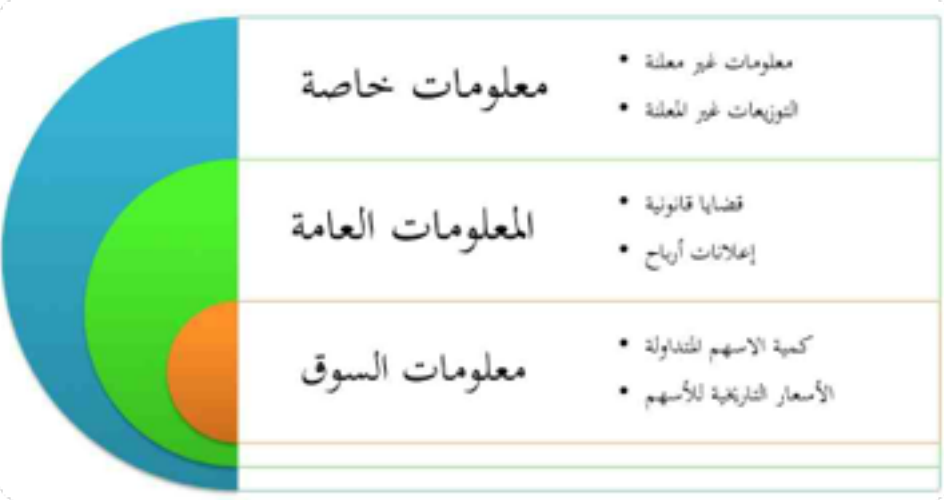 معلومات خاصة
معلومات غير معلنة
التوزيعات غير المعلنة
المعلومات العامة
قضايا قانونية
إعلانات أرباح
معلومات السوق
كمية الاسهم المتداولة
الأسعار التاريخية للأسهم